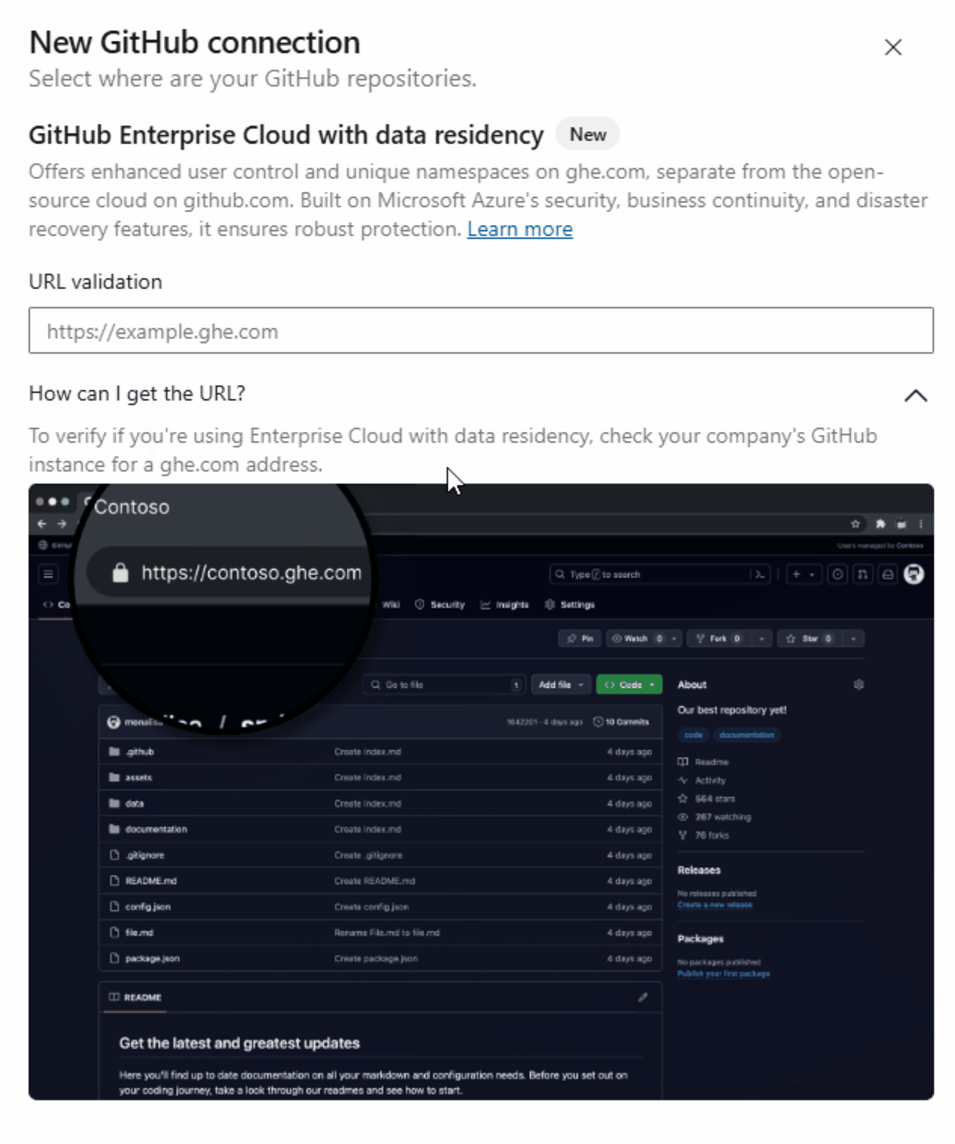 New GitHub connection
Select where are your GitHub repositories.
GitHub Enterprise Cloud with data residency New
Offers enhanced user control and unique namespaces on ghe.com, separate from the open-
source cloud on github.com. Built on Microsoft Azure's security, business continuity, and disaster
recovery features, it ensures robust protection. Learn more
URL validation
https://example.ghe.com
How can I get the URL?
To verify if you're using Enterprise Cloud with data residency, check your company's GitHub
instance for a ghe.com address.
Contoso
https://contoso.ghe.com
Users managed by Contoso
Type / to search
Wiki Security Insights Settings
Pin Watch 0 Fork 0 Star 0
Go to file 1 Add file Code
About
Our best repository yet!
code documentation
1642201 · 4 days ago 10 Commits
.github Create index.md 4 days ago
assets Create index.md 4 days ago
data Create index.md 4 days ago
documentation Create index.md 4 days ago
.gitignore Create .gitignore 4 days ago
README.md Create README.md 4 days ago
config.json Create config.json 4 days ago
file.md Rename File.md to file.md 4 days ago
package.json Create package.json 4 days ago
Readme
Activity
564 stars
267 watching
76 forks
Releases
No releases published
Create a new release
Packages
No packages published
Publish your first package
README
Get the latest and greatest updates
Here you'll find up to date documentation on all your markdown and configuration needs. Before you set out on
your coding journey, take a look through our readmes and see how to start.